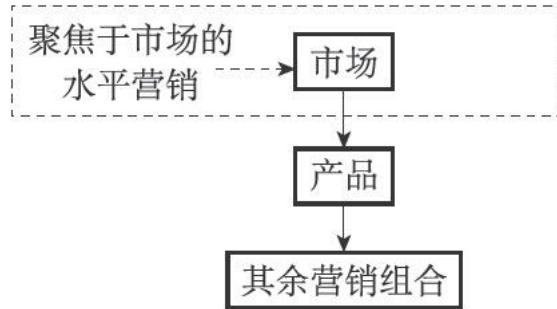 聚焦于市场的
水平营销
市场
产品
其余营销组合